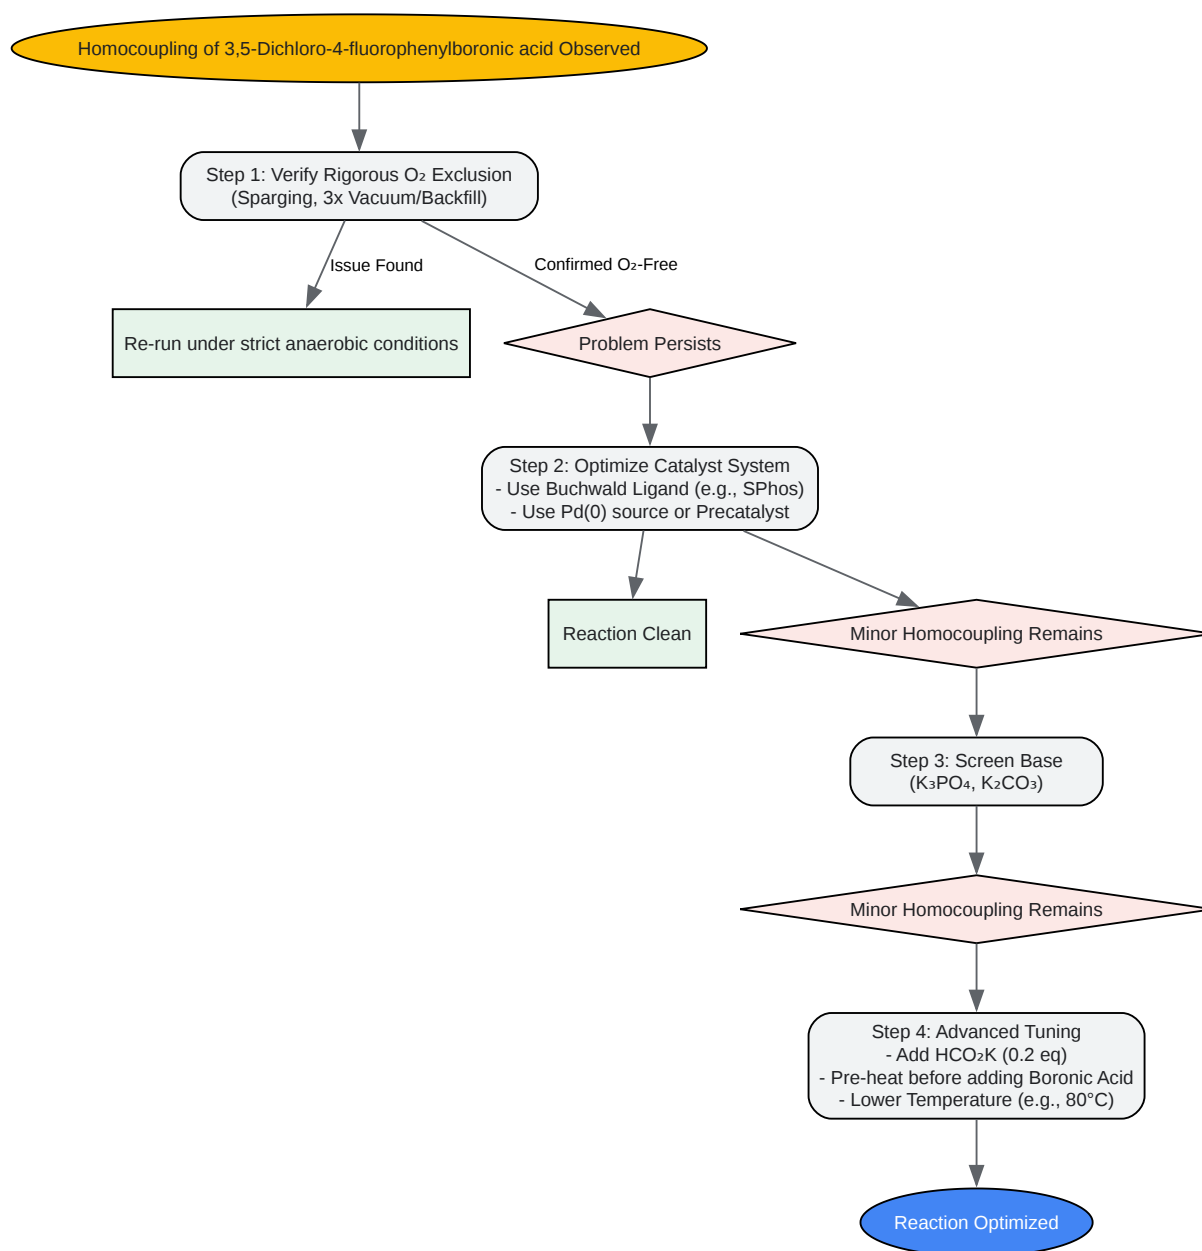 Homocoupling of 3,5-Dichloro-4-fluorophenylboronic acid Observed
Step 1: Verify Rigorous O₂ Exclusion
(Sparging, 3x Vacuum/Backfill)
Issue Found
Confirmed O₂-Free
Re-run under strict anaerobic conditions
Problem Persists
Step 2: Optimize Catalyst System
- Use Buchwald Ligand (e.g., SPhos)
- Use Pd(0) source or Precatalyst
Reaction Clean
Minor Homocoupling Remains
Step 3: Screen Base
(K₃PO₄, K₂CO₃)
Minor Homocoupling Remains
Step 4: Advanced Tuning
- Add HCO₂K (0.2 eq)
- Pre-heat before adding Boronic Acid
- Lower Temperature (e.g., 80°C)
Reaction Optimized